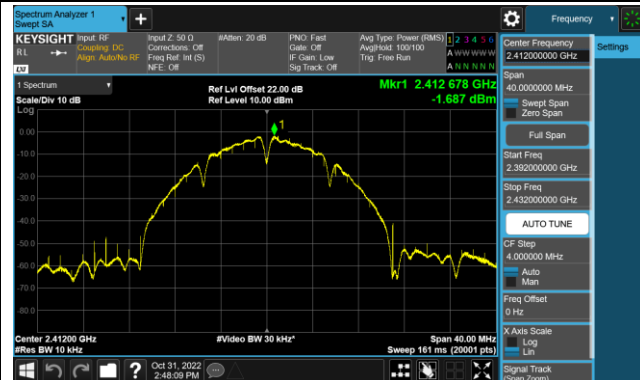 Spectrum Analyzer 1
Swept SA
Frequency
KEYSIGHT
Input: RF
Input Z: 50 Ω
#Atten: 20 dB
PNO: Fast
Avg Type: Power (RMS)
1 2 3 4 5 6
RL
Coupling: DC
Corrections: Off
Gate: Off
Avg|Hold: 100/100
A W W W W W
Align: Auto/No RF
Freq Ref: Int (S)
IF Gain: Low
Trig: Free Run
NFE: Off
Sig Track: Off
A N N N N N
LXI
1 Spectrum
Ref Lvl Offset 22.00 dB
Mkr1 2.412 678 GHz
Scale/Div 10 dB
Ref Level 10.00 dBm
-1.687 dBm
Log
1
0.00
-10.0
-20.0
-30.0
-40.0
-50.0
-60.0
-70.0
-80.0
Center 2.41200 GHz
#Video BW 30 kHz*
Span 40.00 MHz
#Res BW 10 kHz
Sweep 161 ms (20001 pts)
Oct 31, 2022
2:48:09 PM
Center Frequency
2.412000000 GHz
Settings
Span
40.0000000 MHz
Swept Span
Zero Span
Full Span
Start Freq
2.392000000 GHz
Stop Freq
2.432000000 GHz
AUTO TUNE
CF Step
4.000000 MHz
Auto
Man
Freq Offset
0 Hz
X Axis Scale
Log
Lin
Signal Track
(Span Zoom)